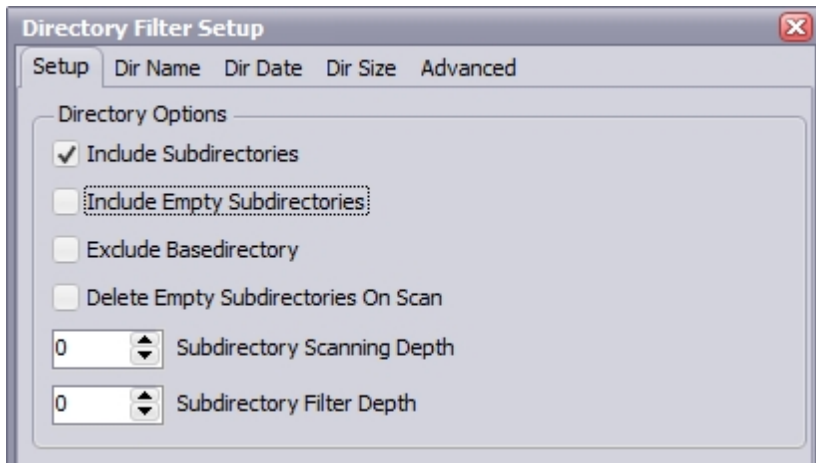 Directory Filter Setup
Setup Dir Name Dir Date Dir Size Advanced
Directory Options
Include Subdirectories
Include Empty Subdirectories
Exclude Basedirectory
Delete Empty Subdirectories On Scan
0 Subdirectory Scanning Depth
0 Subdirectory Filter Depth